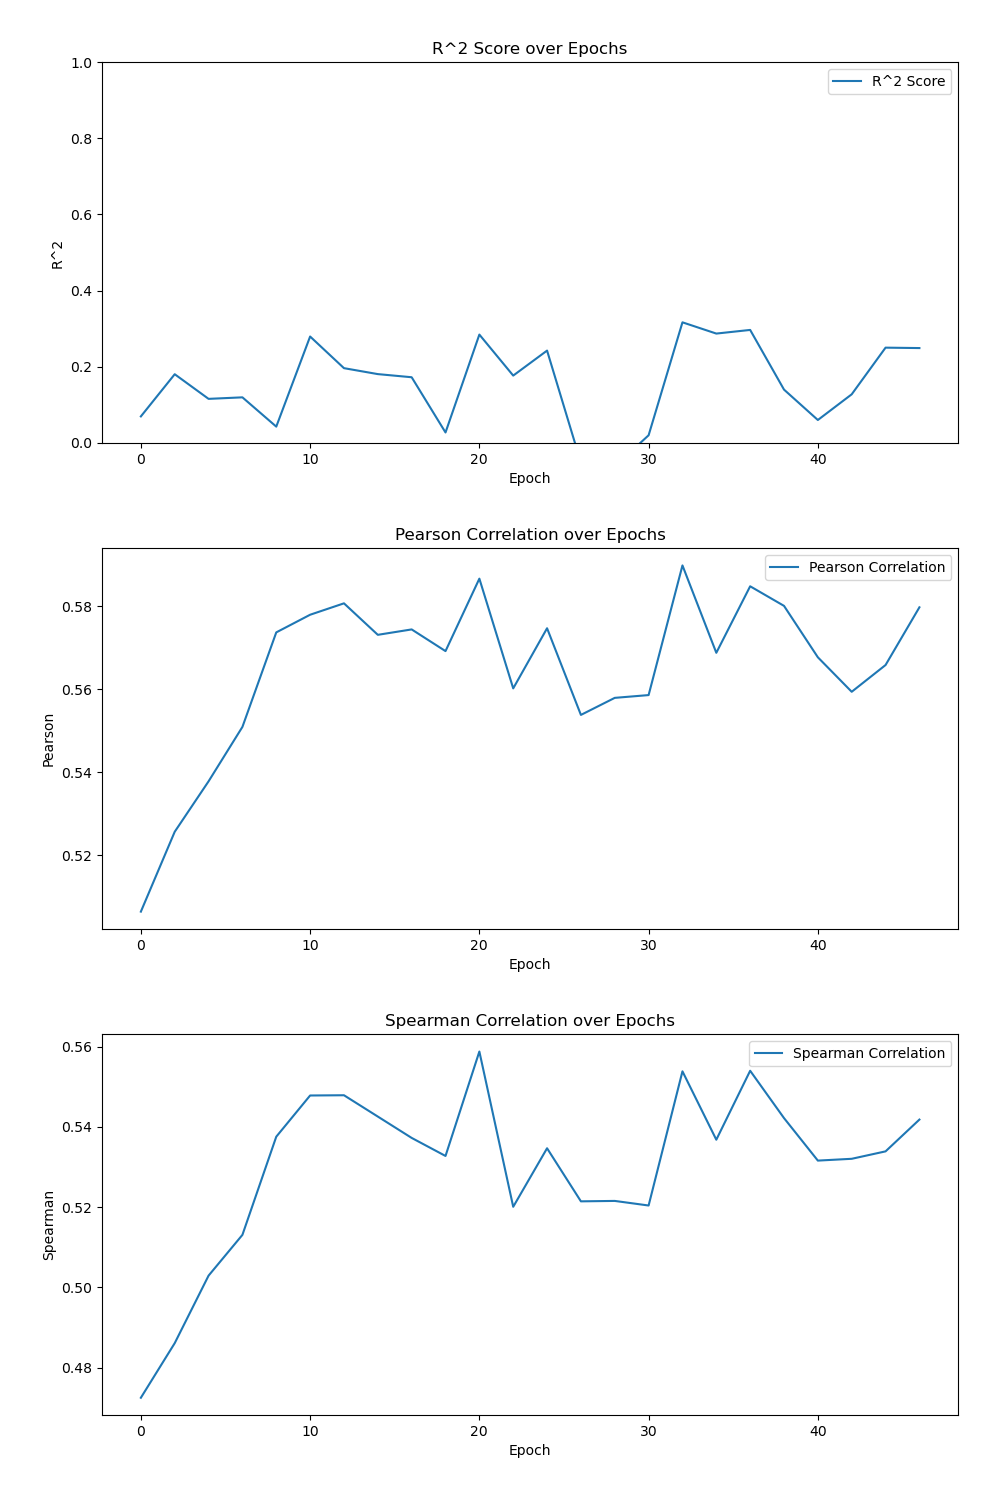 R^2 Score over Epochs
1.0
R^2 Score
0.8
0.6
R^2
0.4
0.2
0.0
0 10 20 30 40
Epoch
Pearson Correlation over Epochs
Pearson Correlation
0.58
0.56
Pearson
0.54
0.52
0 10 20 30 40
Epoch
Spearman Correlation over Epochs
0.56
Spearman Correlation
0.54
0.52
Spearman
0.50
0.48
0 10 20 30 40
Epoch